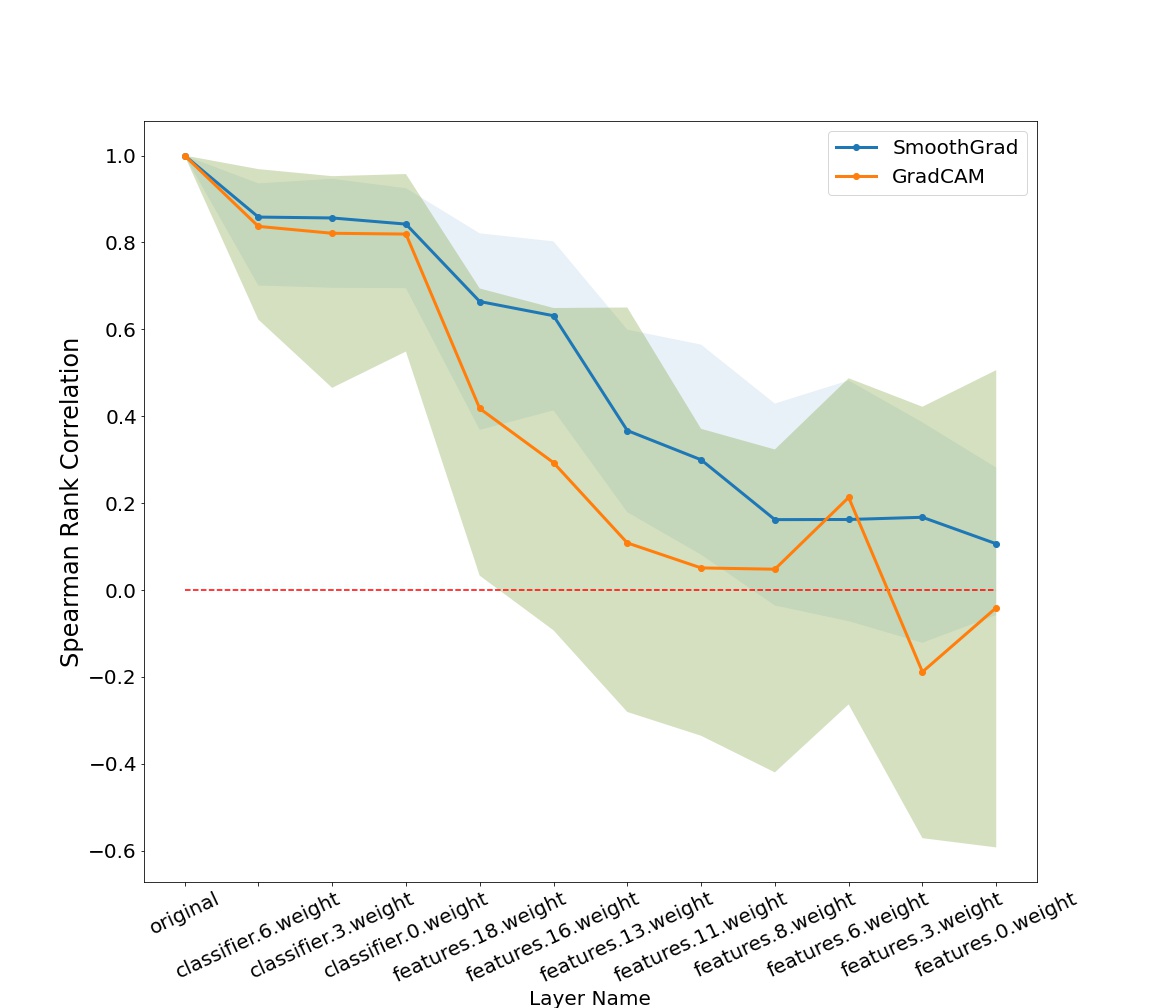 SmoothGrad
GradCAM
1.0
0.8
0.6
0.4
0.2
0.0
−0.2
−0.4
−0.6
Spearman Rank Correlation
original
classifier.6.weight
classifier.3.weight
classifier.0.weight
features.18.weight
features.16.weight
features.13.weight
features.11.weight
features.8.weight
features.6.weight
features.3.weight
features.0.weight
Layer Name